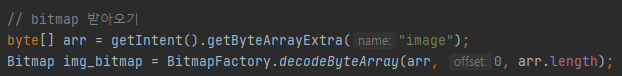 // bitmap 받아오기
byte[] arr = getIntent().getByteArrayExtra( name: "image");
Bitmap img_bitmap = BitmapFactory.decodeByteArray(arr, offset: 0, arr.length);